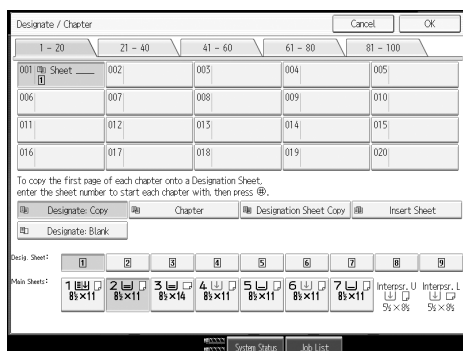 Designate / Chapter
Cancel
OK
1 - 20
21 - 40
41 - 60
61 - 80
81 - 100
001 Sheet ____
1
002
003
004
005
006
007
008
009
010
011
012
013
014
015
016
017
018
019
020
To copy the first page of each chapter onto a Designation Sheet,
enter the sheet number to start each chapter with, then press ⊕.
Designate: Copy
Chapter
Designation Sheet Copy
Insert Sheet
Designate: Blank
Desig. Sheet:
1
2
3
4
5
6
7
8
9
Main Sheets:
1
8½×11
2
8½×11
3
8½×14
4
8½×11
5
8½×11
6
8½×11
7
8½×11
Interpsr. U
5½×8½
Interpsr. L
5½×8½
System Status
Job List